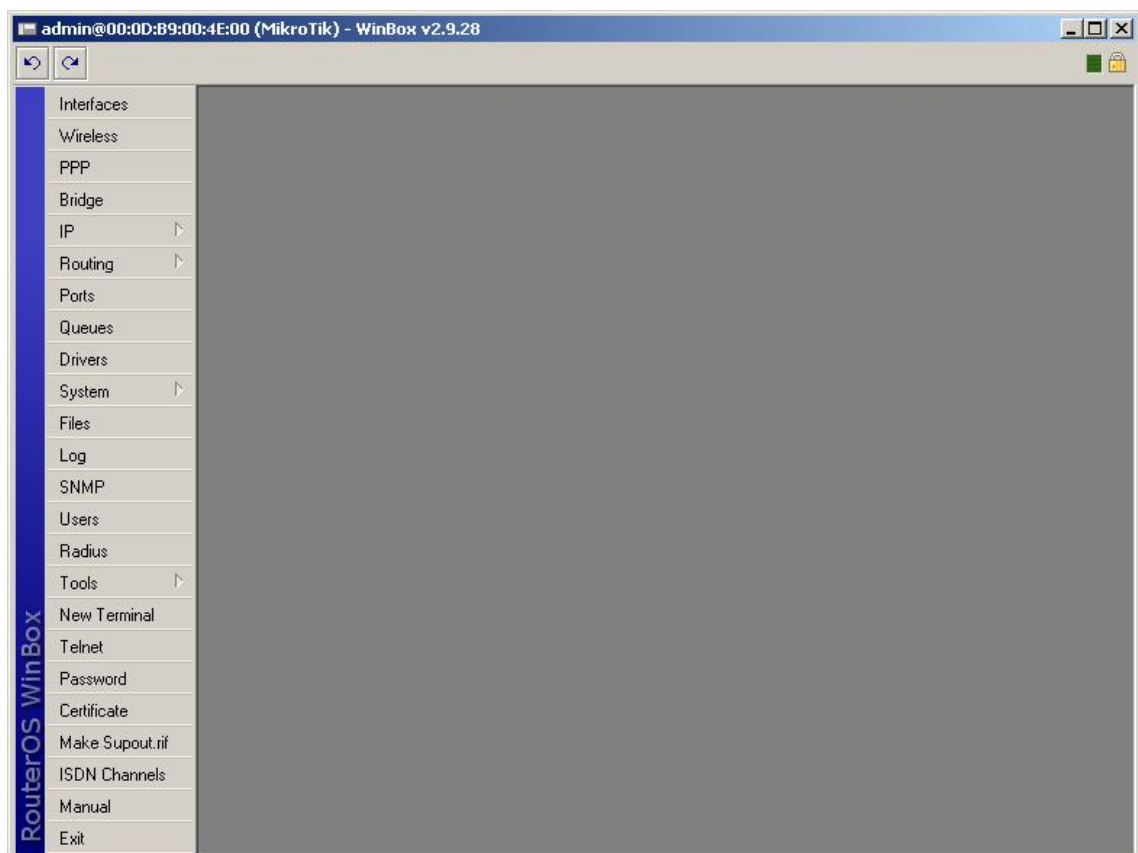 admin@00:0D:B9:00:4E:00 (MikroTik) - WinBox v2.9.28
Interfaces
Wireless
PPP
Bridge
IP
Routing
Ports
Queues
Drivers
System
Files
Log
SNMP
Users
Radius
Tools
New Terminal
Telnet
Password
Certificate
Make Supout.rif
ISDN Channels
Manual
Exit
RouterOS WinBox